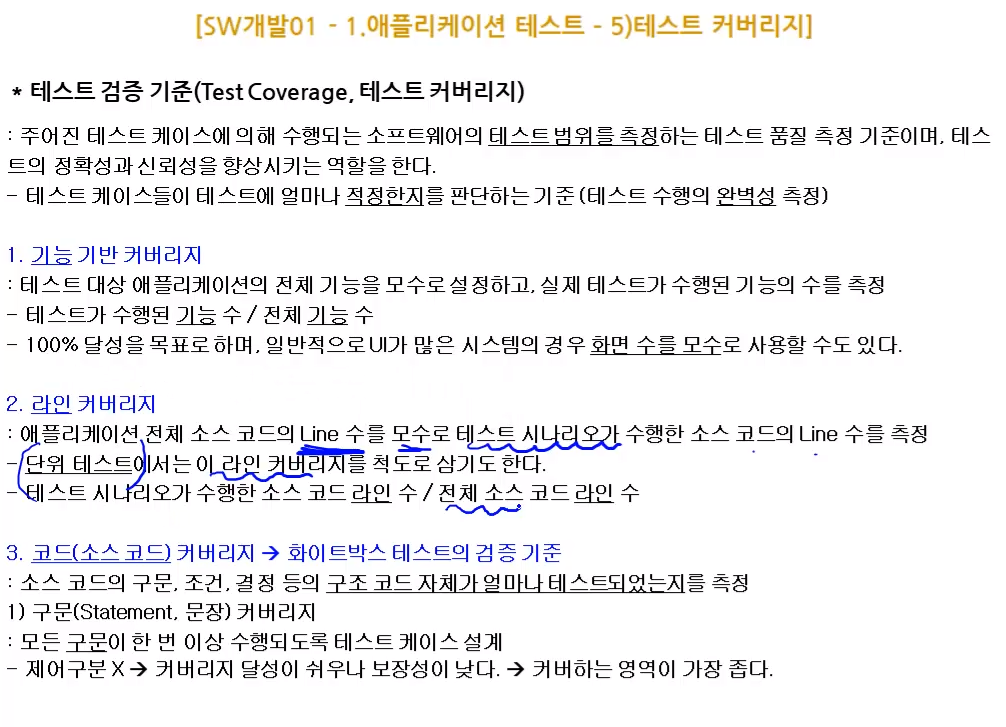 [SW개발01 - 1.애플리케이션 테스트 - 5)테스트 커버리지]
* 테스트 검증 기준(Test Coverage, 테스트 커버리지)
: 주어진 테스트 케이스에 의해 수행되는 소프트웨어의 테스트 범위를 측정하는 테스트 품질 측정 기준이며, 테스
트의 정확성과 신뢰성을 향상시키는 역할을 한다.
- 테스트 케이스들이 테스트에 얼마나 적정한지를 판단하는 기준 (테스트 수행의 완벽성 측정)
1. 기능 기반 커버리지
: 테스트 대상 애플리케이션의 전체 기능을 모수로 설정하고, 실제 테스트가 수행된 기능의 수를 측정
- 테스트가 수행된 기능 수 / 전체 기능 수
- 100% 달성을 목표로 하며, 일반적으로 UI가 많은 시스템의 경우 화면 수를 모수로 사용할 수도 있다.
2. 라인 커버리지
: 애플리케이션 전체 소스 코드의 Line 수를 모수로 테스트 시나리오가 수행한 소스 코드의 Line 수를 측정
- 단위 테스트에서는 이 라인 커버리지를 척도로 삼기도 한다.
- 테스트 시나리오가 수행한 소스 코드 라인 수 / 전체 소스 코드 라인 수
3. 코드(소스 코드) 커버리지 → 화이트박스 테스트의 검증 기준
: 소스 코드의 구문, 조건, 결정 등의 구조 코드 자체가 얼마나 테스트되었는지를 측정
1) 구문(Statement, 문장) 커버리지
: 모든 구문이 한 번 이상 수행되도록 테스트 케이스 설계
- 제어구분 X → 커버리지 달성이 쉬우나 보장성이 낮다. → 커버하는 영역이 가장 좁다.